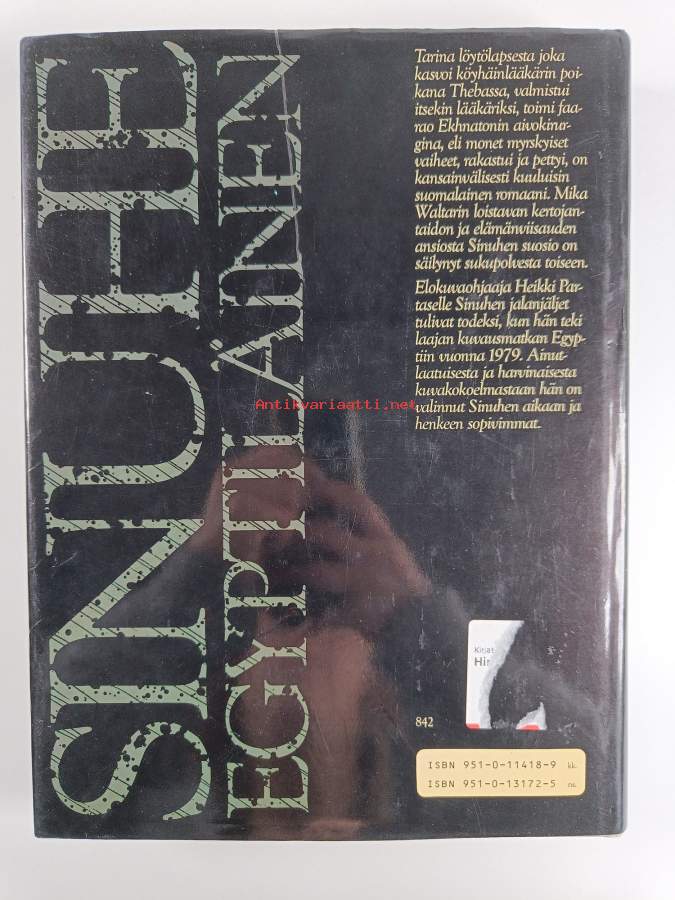 SINUHE
EGYPTILÄINEN
Tarina löytölapsesta joka
kasvoi köyhäinlääkärin poi-
kana Thebassa, valmistui
itsekin lääkäriksi, toimi faa-
rao Ekhnatonin aivokirur-
gina, eli monet myrskyiset
vaiheet, rakastui ja pettyi, on
kansainvälisesti kuuluisin
suomalainen romaani. Mika
Waltarin loistavan kertojan-
taidon ja elämänviisauden
ansiosta Sinuhen suosio on
säilynyt sukupolvesta toiseen.
Elokuvaohjaaja Heikki Par-
taselle Sinuhen jalanjäljet
tulivat todeksi, kun hän teki
laajan kuvausmatkan Egyp-
tiin vuonna 1979. Ainut-
laatuisesta ja harvinaisesta
kuvakokoelmastaan hän on
valinnut Sinuhen aikaan ja
henkeen sopivimmat.
Antikvariaatti.net
Kirjat
Hin
842
ISBN 951-0-11418-9 kk.
ISBN 951-0-13172-5 ns.